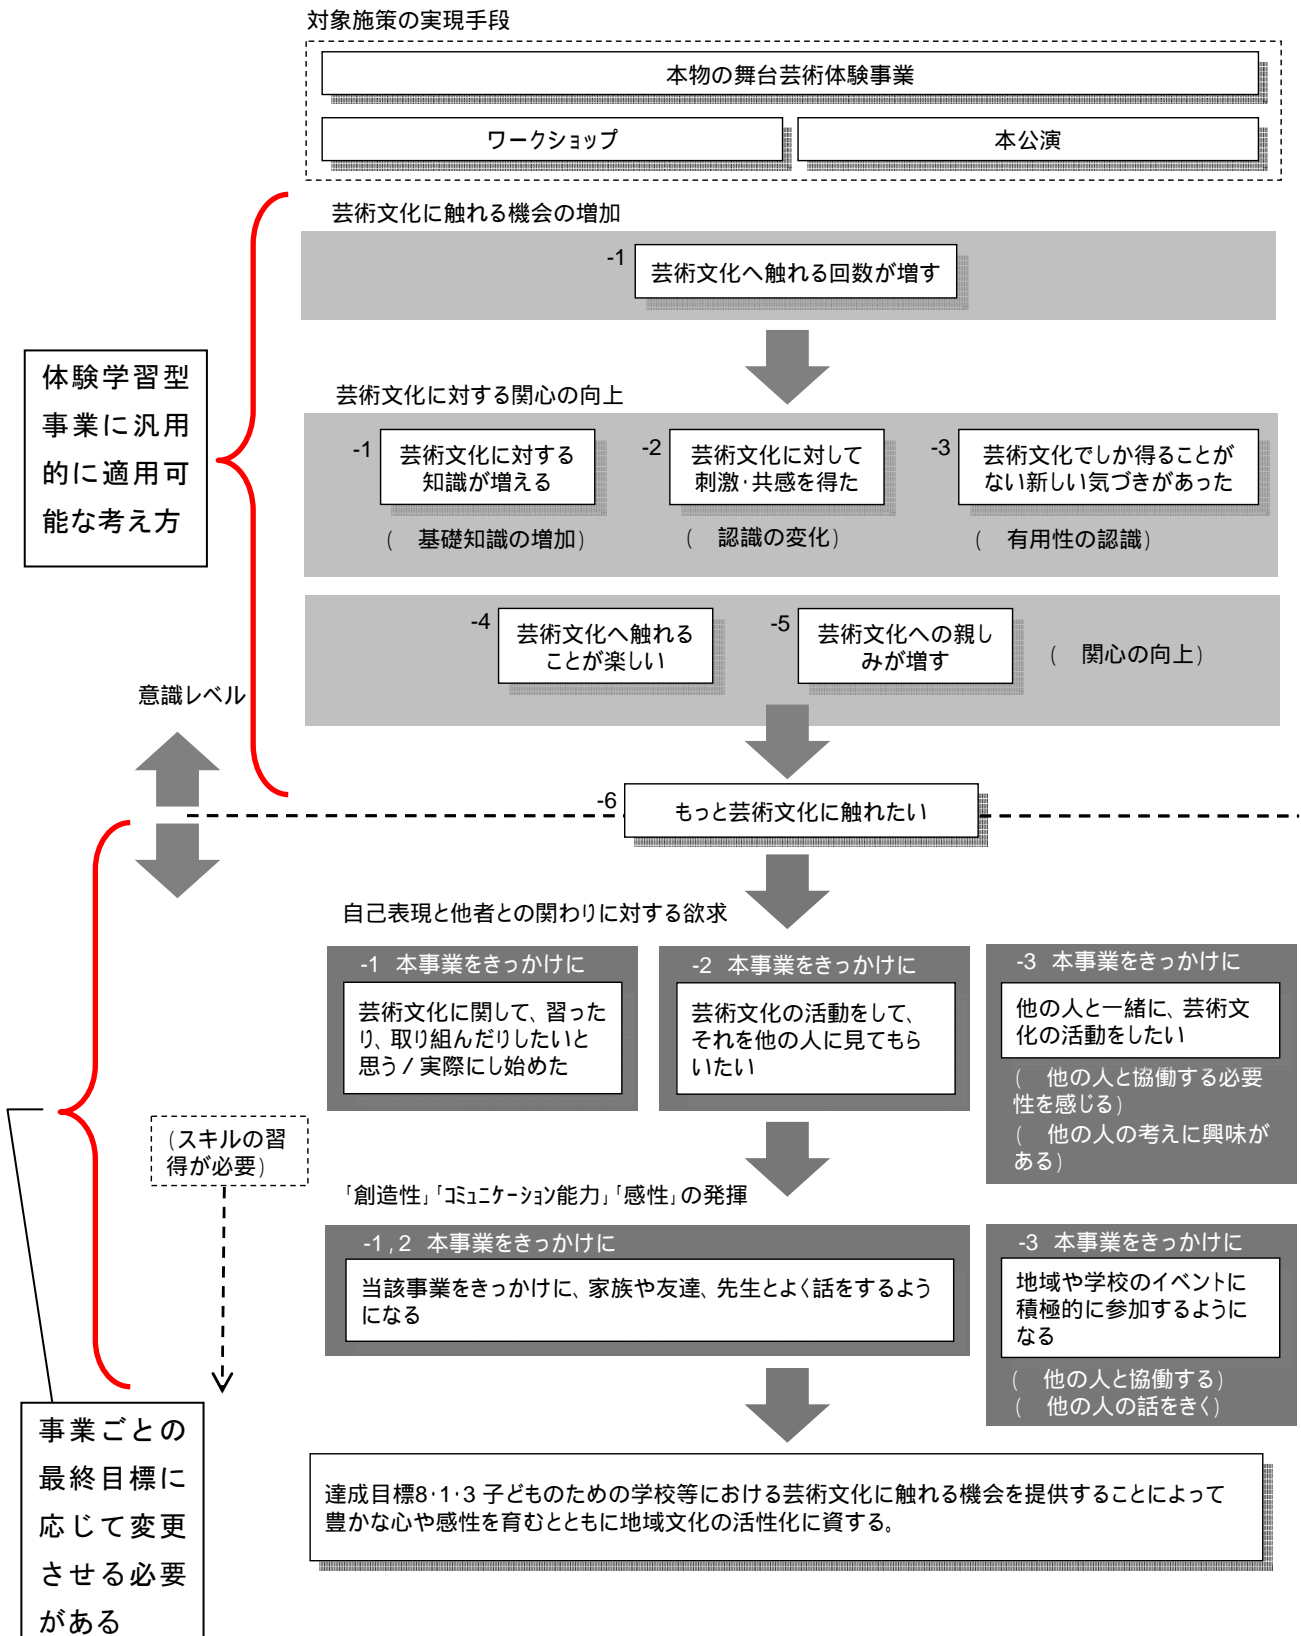 対象施策の実現手段
本物の舞台芸術体験事業
ワークショップ
本公演
芸術文化に触れる機会の増加
-1
芸術文化へ触れる回数が増す
体験学習型
事業に汎用
的に適用可
能な考え方
芸術文化に対する関心の向上
-1
芸術文化に対する
知識が増える
( 基礎知識の増加)
-2
芸術文化に対して
刺激・共感を得た
( 認識の変化)
-3
芸術文化でしか得ることが
ない新しい気づきがあった
( 有用性の認識)
-4
芸術文化へ触れる
ことが楽しい
-5
芸術文化への親し
みが増す
( 関心の向上)
意識レベル
-6
もっと芸術文化に触れたい
自己表現と他者との関わりに対する欲求
-1 本事業をきっかけに
芸術文化に関して、習った
り、取り組んだりしたいと
思う/実際にし始めた
-2 本事業をきっかけに
芸術文化の活動をして、
それを他の人に見てもら
いたい
-3 本事業をきっかけに
他の人と一緒に、芸術文
化の活動をしたい
( 他の人と協働する必要
性を感じる)
( 他の人の考えに興味が
ある)
(スキルの習
得が必要)
「創造性」「コミュニケーション能力」「感性」の発揮
-1,2 本事業をきっかけに
当該事業をきっかけに、家族や友達、先生とよく話をするよう
になる
-3 本事業をきっかけに
地域や学校のイベントに
積極的に参加するように
なる
( 他の人と協働する)
( 他の人の話をきく)
事業ごとの
最終目標に
応じて変更
させる必要
がある
達成目標8・1・3 子どものための学校等における芸術文化に触れる機会を提供することによって
豊かな心や感性を育むとともに地域文化の活性化に資する。